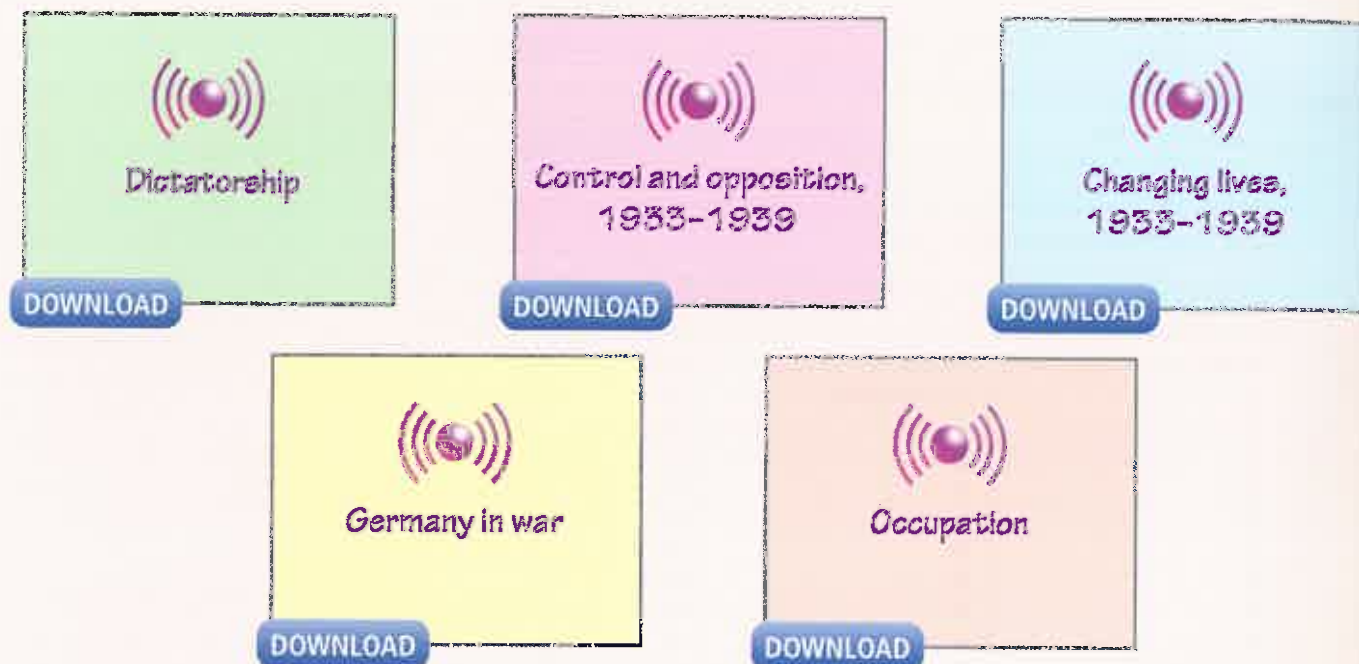 Dictatorship
DOWNLOAD
Control and opposition,
1933–1939
DOWNLOAD
Changing lives,
1933–1939
DOWNLOAD
Germany in war
DOWNLOAD
Occupation
DOWNLOAD